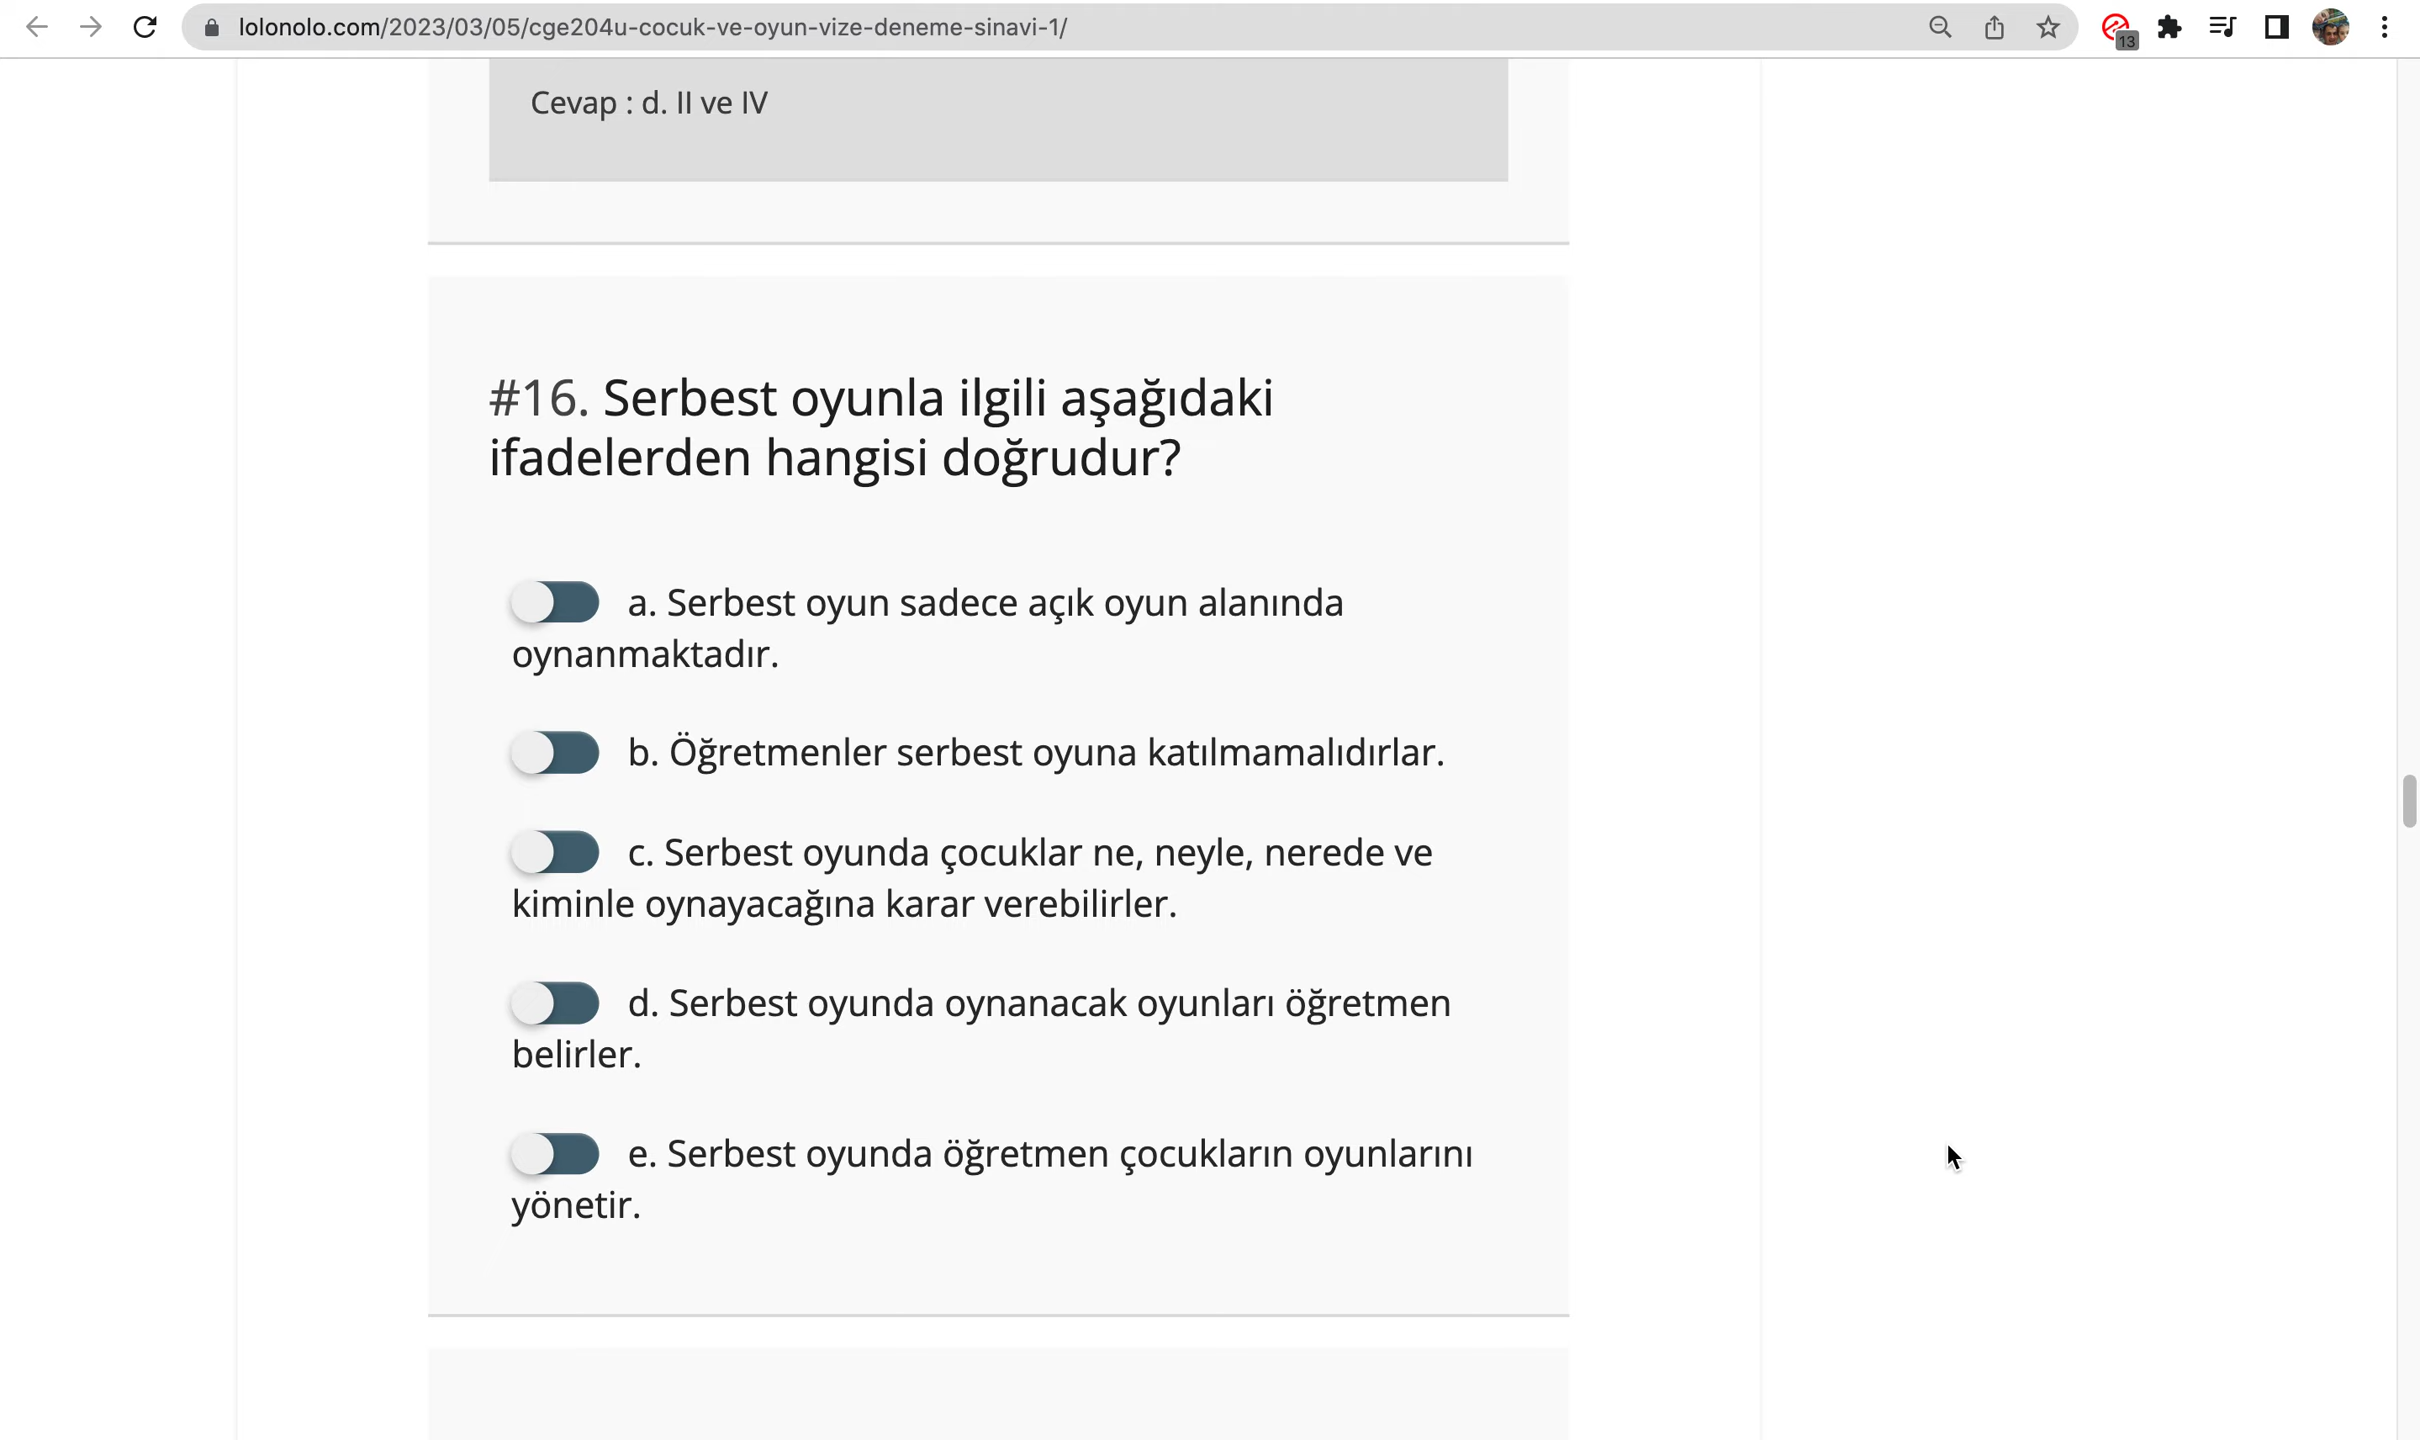 lolonolo.com/2023/03/05/cge204u-cocuk-ve-oyun-vize-deneme-sinavi-1/
13
Cevap : d. II ve IV
#16. Serbest oyunla ilgili aşağıdaki
ifadelerden hangisi doğrudur?
a. Serbest oyun sadece açık oyun alanında
oynanmaktadır.
b. Öğretmenler serbest oyuna katılmamalıdırlar.
c. Serbest oyunda çocuklar ne, neyle, nerede ve
kiminle oynayacağına karar verebilirler.
d. Serbest oyunda oynanacak oyunları öğretmen
belirler.
e. Serbest oyunda öğretmen çocukların oyunlarını
yönetir.